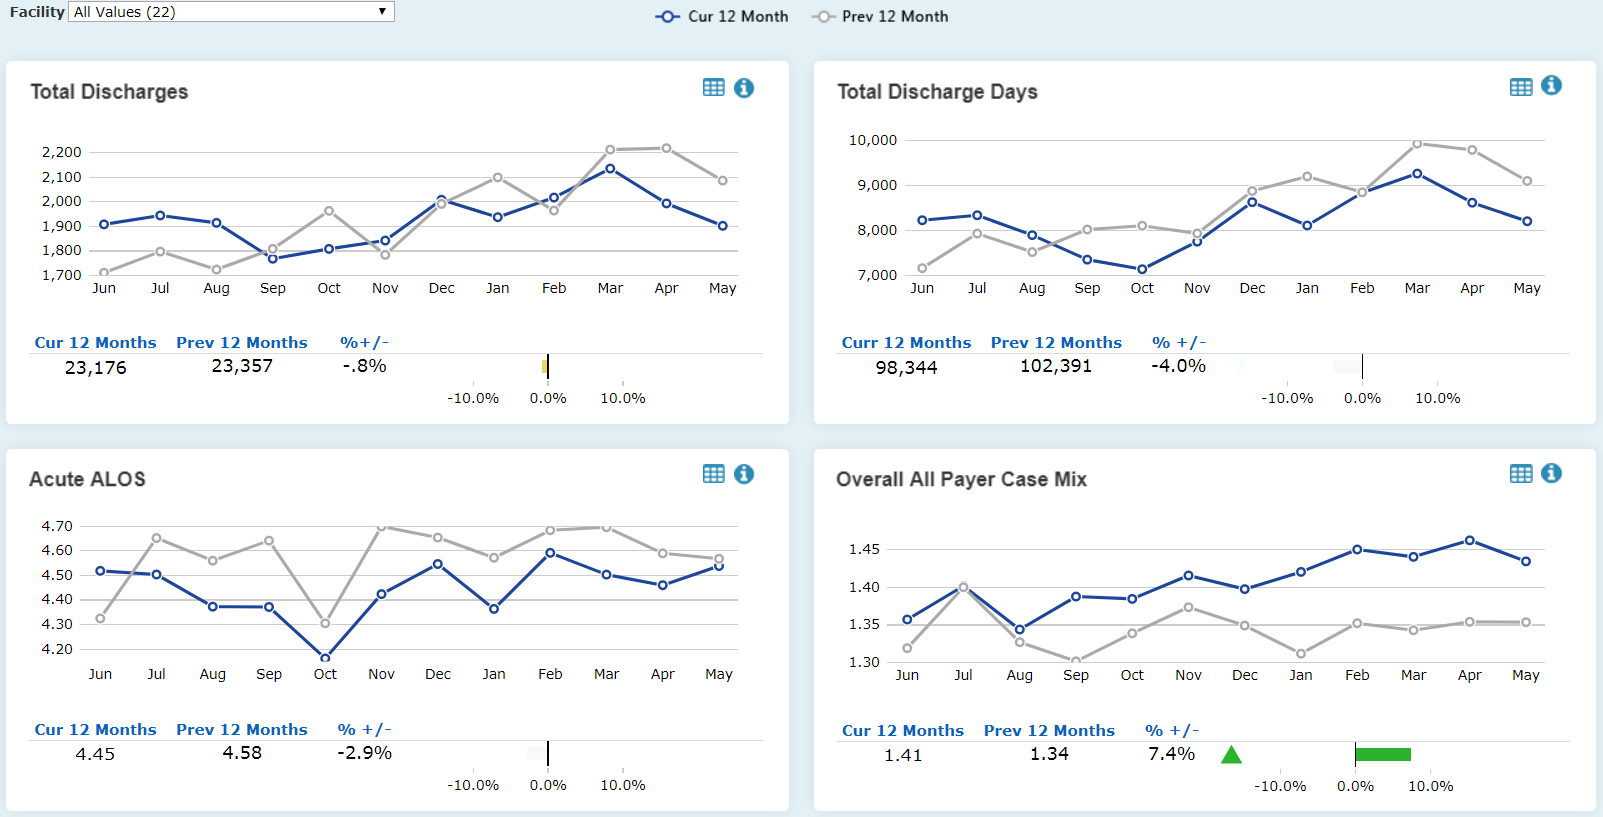 Facility All Values (22)
Cur 12 Month Prev 12 Month
Total Discharges
2,200
2,100
2,000
1,900
1,800
1,700
Jun Jul Aug Sep Oct Nov Dec Jan Feb Mar Apr May
Cur 12 Months Prev 12 Months %+/-
23,176 23,357 -.8%
-10.0% 0.0% 10.0%
Total Discharge Days
10,000
9,000
8,000
7,000
Jun Jul Aug Sep Oct Nov Dec Jan Feb Mar Apr May
Curr 12 Months Prev 12 Months % +/-
98,344 102,391 -4.0%
-10.0% 0.0% 10.0%
Acute ALOS
4.70
4.60
4.50
4.40
4.30
4.20
Jun Jul Aug Sep Oct Nov Dec Jan Feb Mar Apr May
Cur 12 Months Prev 12 Months % +/-
4.45 4.58 -2.9%
-10.0% 0.0% 10.0%
Overall All Payer Case Mix
1.45
1.40
1.35
1.30
Jun Jul Aug Sep Oct Nov Dec Jan Feb Mar Apr May
Cur 12 Months Prev 12 Months % +/-
1.41 1.34 7.4%
-10.0% 0.0% 10.0%